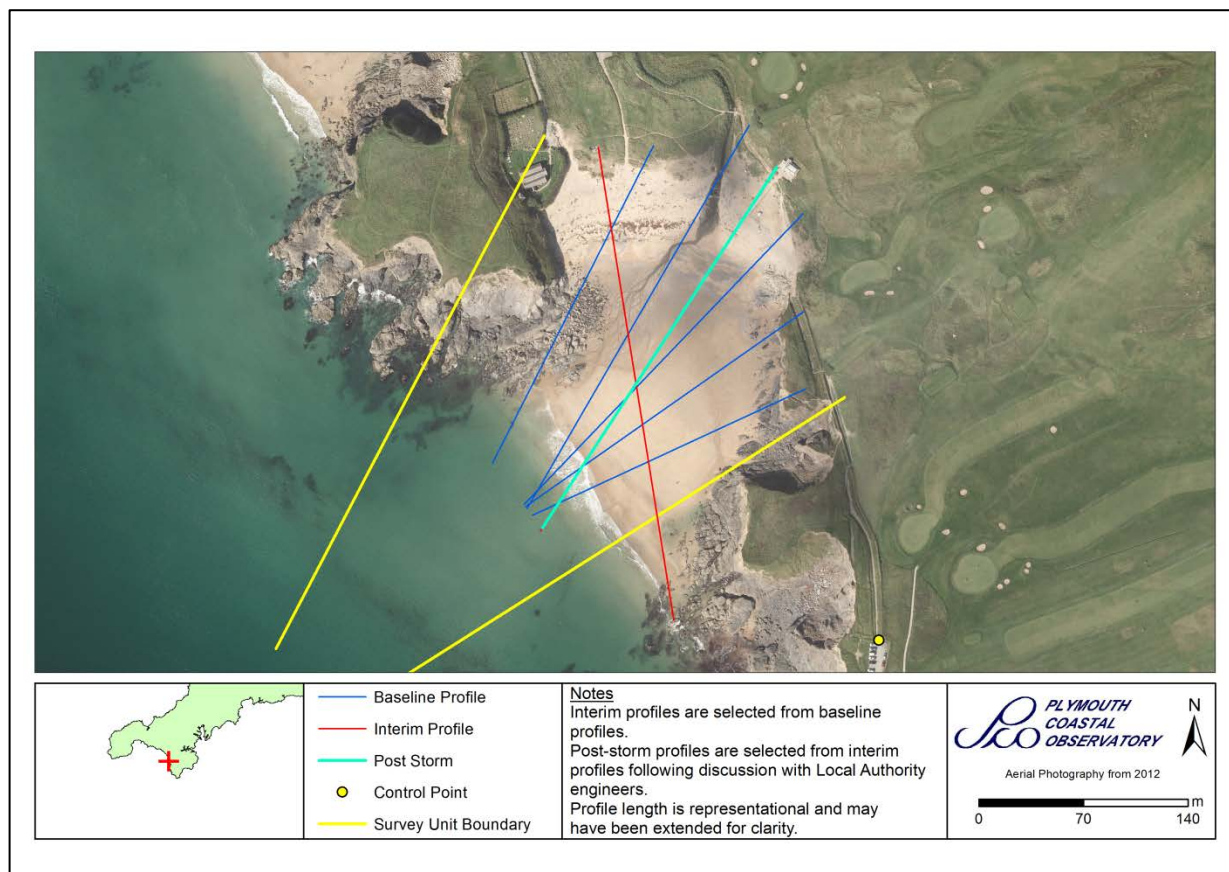 Baseline Profile
Interim Profile
Post Storm
Control Point
Survey Unit Boundary
Notes
Interim profiles are selected from baseline
profiles.
Post-storm profiles are selected from interim
profiles following discussion with Local Authority
engineers.
Profile length is representational and may
have been extended for clarity.
PLYMOUTH
COASTAL
OBSERVATORY
N
Aerial Photography from 2012
m
0 70 140